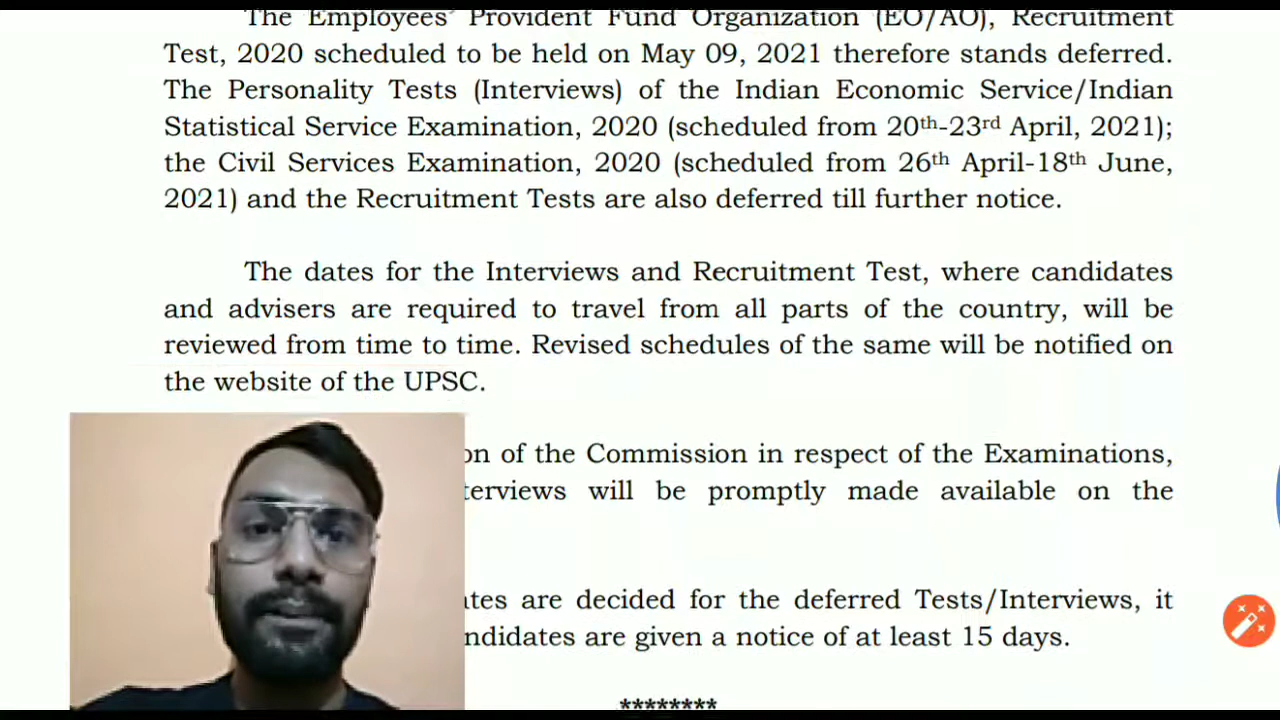 The Employees' Provident Fund Organization (EO/AO), Recruitment
Test, 2020 scheduled to be held on May 09, 2021 therefore stands deferred.
The Personality Tests (Interviews) of the Indian Economic Service/Indian
Statistical Service Examination, 2020 (scheduled from 20th-23rd April, 2021);
the Civil Services Examination, 2020 (scheduled from 26th April-18th June,
2021) and the Recruitment Tests are also deferred till further notice.
The dates for the Interviews and Recruitment Test, where candidates
and advisers are required to travel from all parts of the country, will be
reviewed from time to time. Revised schedules of the same will be notified on
the website of the UPSC.
of the Commission in respect of the Examinations,
will be promptly made available on the
are decided for the deferred Tests/Interviews, it
are given a notice of at least 15 days.
********